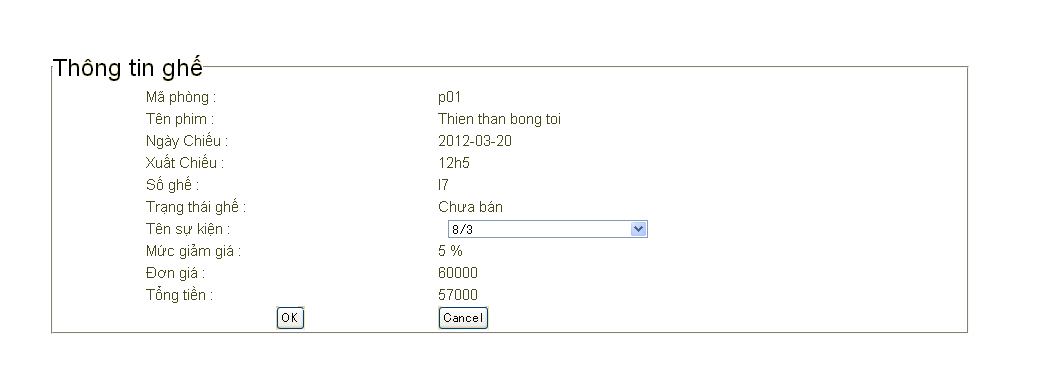 Thông tin ghế
Mã phòng : p01
Tên phim : Thien than bong toi
Ngày Chiếu : 2012-03-20
Xuất Chiếu : 12h5
Số ghế : I7
Trạng thái ghế : Chưa bán
Tên sự kiện : 8/3
Mức giảm giá : 5 %
Đơn giá : 60000
Tổng tiền : 57000
OK Cancel